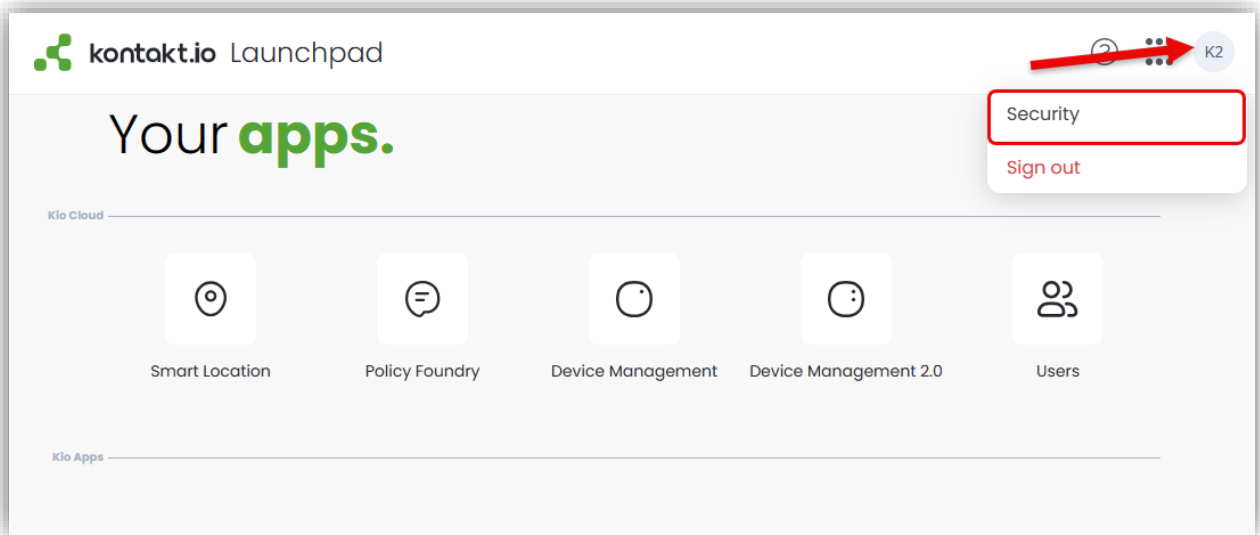 kontakt.io Launchpad
K2
Security
Sign out
Your apps.
Kio Cloud
Smart Location
Policy Foundry
Device Management
Device Management 2.0
Users
Kio Apps